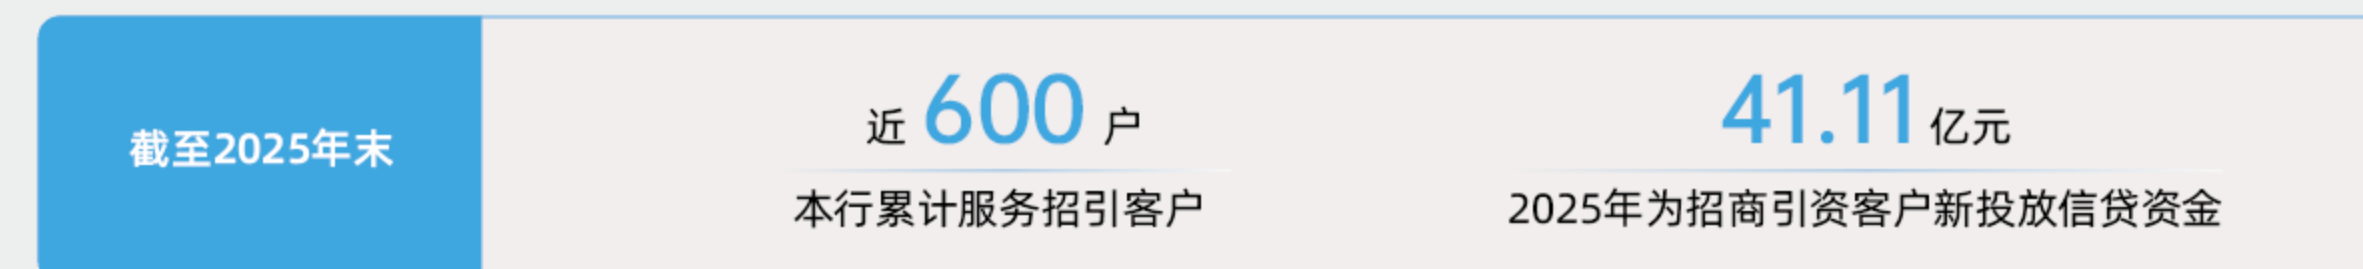 截至2025年末
近 600 户
本行累计服务招引客户
41.11 亿元
2025年为招商引资客户新投放信贷资金